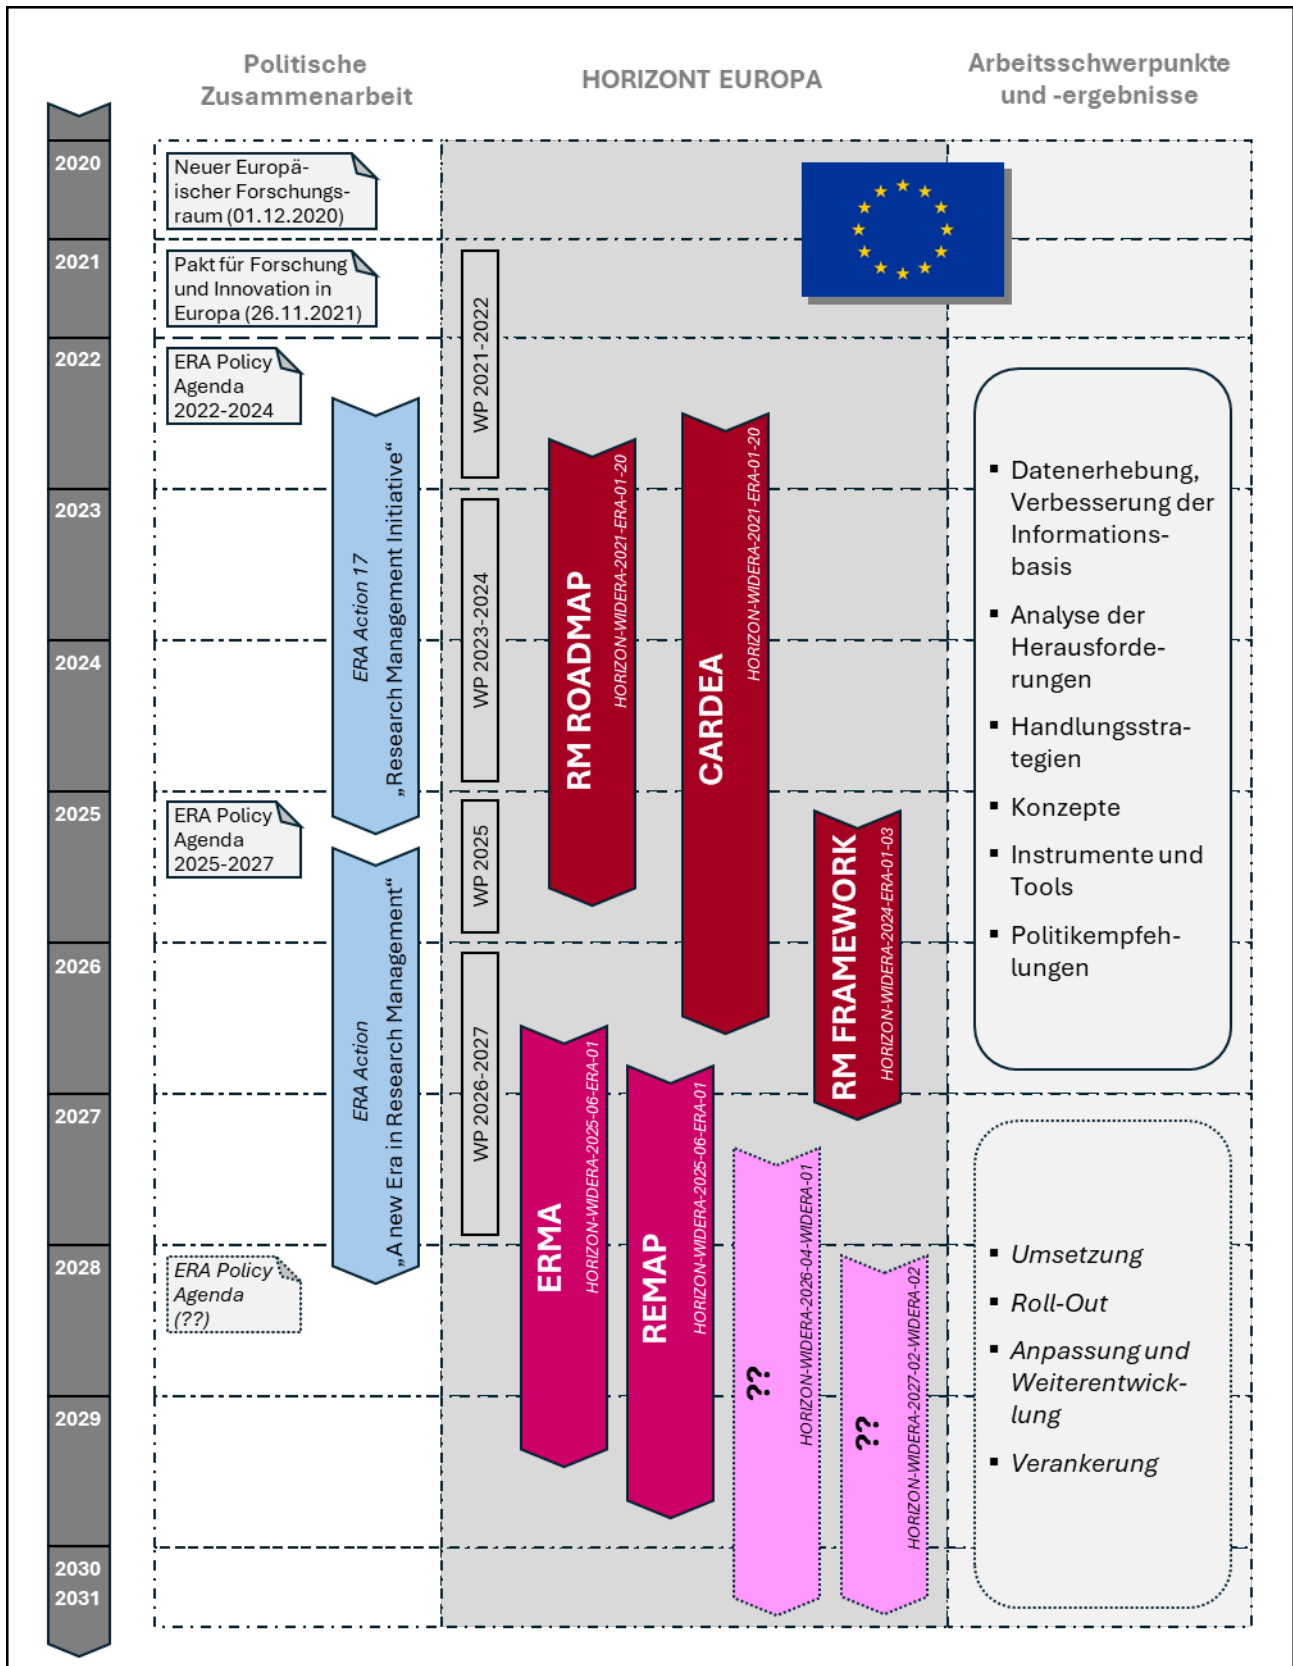 Politische
Zusammenarbeit
HORIZONT EUROPA
Arbeitsschwerpunkte
und -ergebnisse
2020
2021
2022
2023
2024
2025
2026
2027
2028
2029
2030
2031
Neuer Europä-
ischer Forschungs-
raum (01.12.2020)
Pakt für Forschung
und Innovation in
Europa (26.11.2021)
ERA Policy
Agenda
2022-2024
ERA Action 17
„Research Management Initiative“
ERA Policy
Agenda
2025-2027
ERA Action
„A new Era in Research Management“
ERA Policy
Agenda
(??)
WP 2021-2022
WP 2023-2024
WP 2025
WP 2026-2027
RM ROADMAP
HORIZON-WIDERA-2021-ERA-01-20
CARDEA
HORIZON-WIDERA-2021-ERA-01-20
RM FRAMEWORK
HORIZON-WIDERA-2024-ERA-01-03
ERMA
HORIZON-WIDERA-2025-06-ERA-01
REMAP
HORIZON-WIDERA-2025-06-ERA-01
??
HORIZON-WIDERA-2026-04-WIDERA-01
??
HORIZON-WIDERA-2027-02-WIDERA-02
▪ Datenerhebung,
Verbesserung der
Informations-
basis
▪ Analyse der
Herausforde-
rungen
▪ Handlungsstra-
tegien
▪ Konzepte
▪ Instrumente und
Tools
▪ Politikempfeh-
lungen
▪ Umsetzung
▪ Roll-Out
▪ Anpassung und
Weiterentwick-
lung
▪ Verankerung